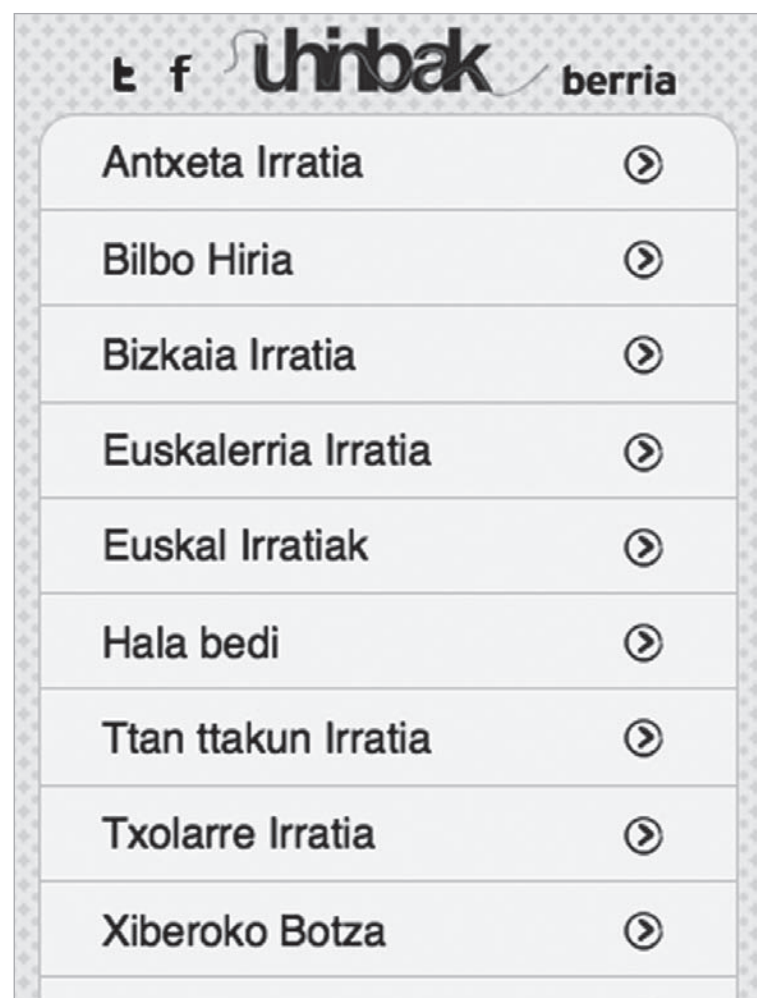 t f uhinbak berria
Antxeta Irratia
Bilbo Hiria
Bizkaia Irratia
Euskalerria Irratia
Euskal Irratiak
Hala bedi
Ttan ttakun Irratia
Txolarre Irratia
Xiberoko Botza